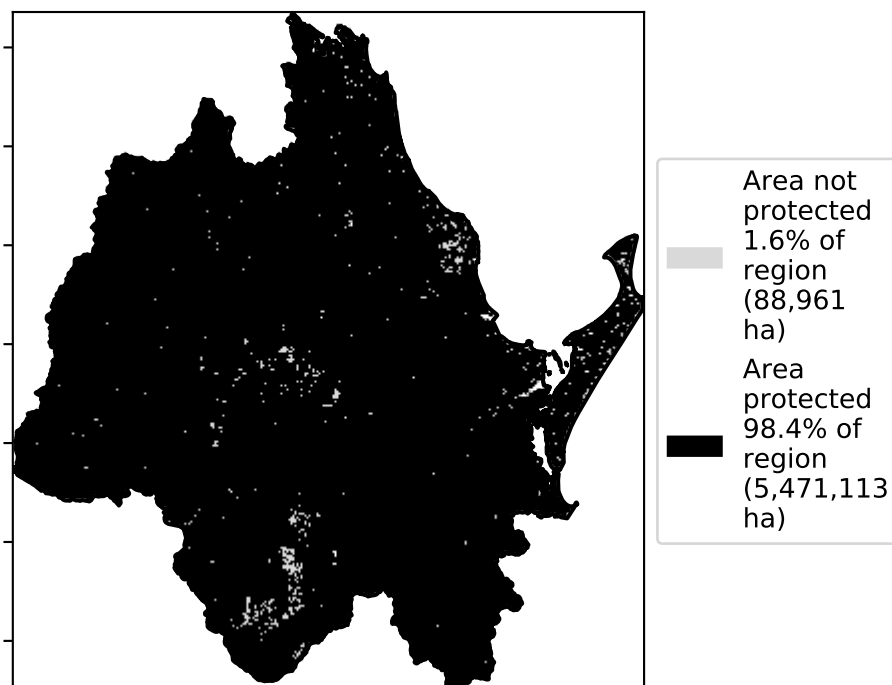 Area not
protected
1.6% of
region
(88,961
ha)
Area
protected
98.4% of
region
(5,471,113
ha)